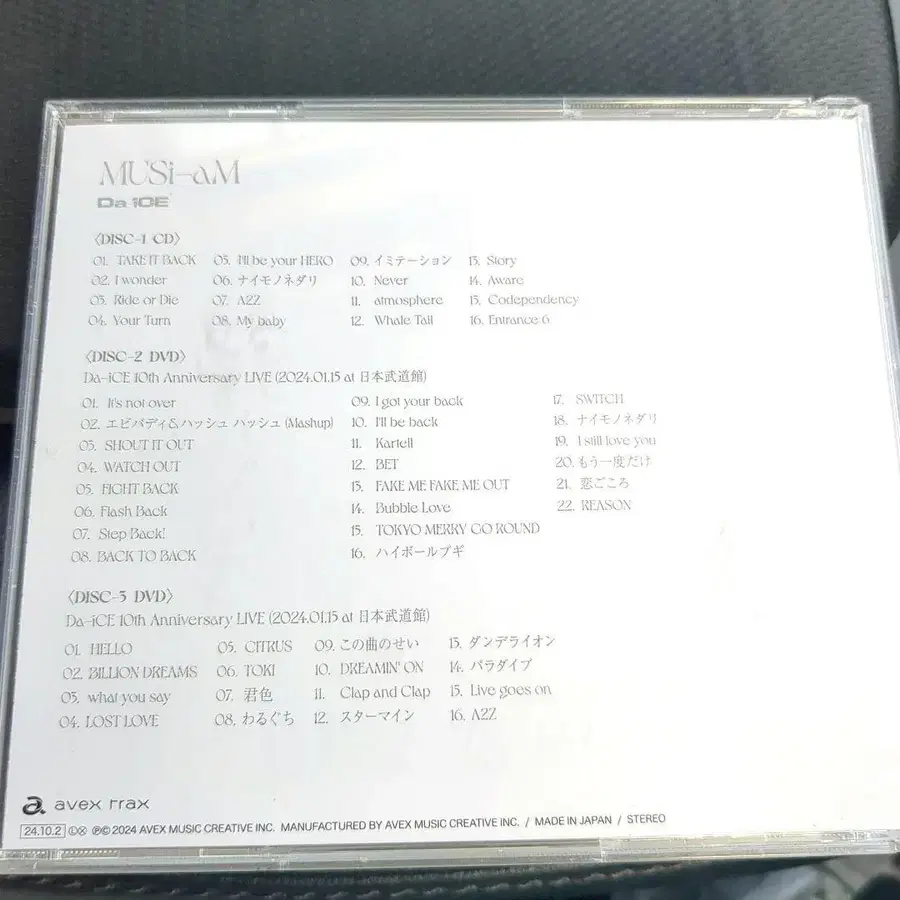 MUSi-aM
Da-iCE
〈DISC-1 CD〉
01. TAKE IT BACK
02. I wonder
03. Ride or Die
04. Your Turn
05. I'll be your HERO
06. ナイモノネダリ
07. A2Z
08. My baby
09. イミテーション
10. Never
11. atmosphere
12. Whale Tail
13. Story
14. Aware
15. Codependency
16. Entrance:6
〈DISC-2 DVD〉
Da-iCE 10th Anniversary LIVE (2024.01.15 at 日本武道館)
01. It's not over
02. エビバディ&ハッシュ ハッシュ (Mashup)
03. SHOUT IT OUT
04. WATCH OUT
05. FIGHT BACK
06. Flash Back
07. Step Back!
08. BACK TO BACK
09. I got your back
10. I'll be back
11. Kartell
12. BET
13. FAKE ME FAKE ME OUT
14. Bubble Love
15. TOKYO MERRY GO ROUND
16. ハイボールブギ
17. SWITCH
18. ナイモノネダリ
19. I still love you
20. もう一度だけ
21. 恋ごころ
22. REASON
〈DISC-3 DVD〉
Da-iCE 10th Anniversary LIVE (2024.01.15 at 日本武道館)
01. HELLO
02. BILLION DREAMS
03. what you say
04. LOST LOVE
05. CITRUS
06. TOKI
07. 君色
08. わるぐち
09. この曲のせい
10. DREAMIN' ON
11. Clap and Clap
12. スターマイン
13. ダンデライオン
14. パラダイブ
15. Live goes on
16. A2Z
avex trax
24.10.2 Ⓛ Ⓧ ℗© 2024 AVEX MUSIC CREATIVE INC. MANUFACTURED BY AVEX MUSIC CREATIVE INC. / MADE IN JAPAN / STEREO